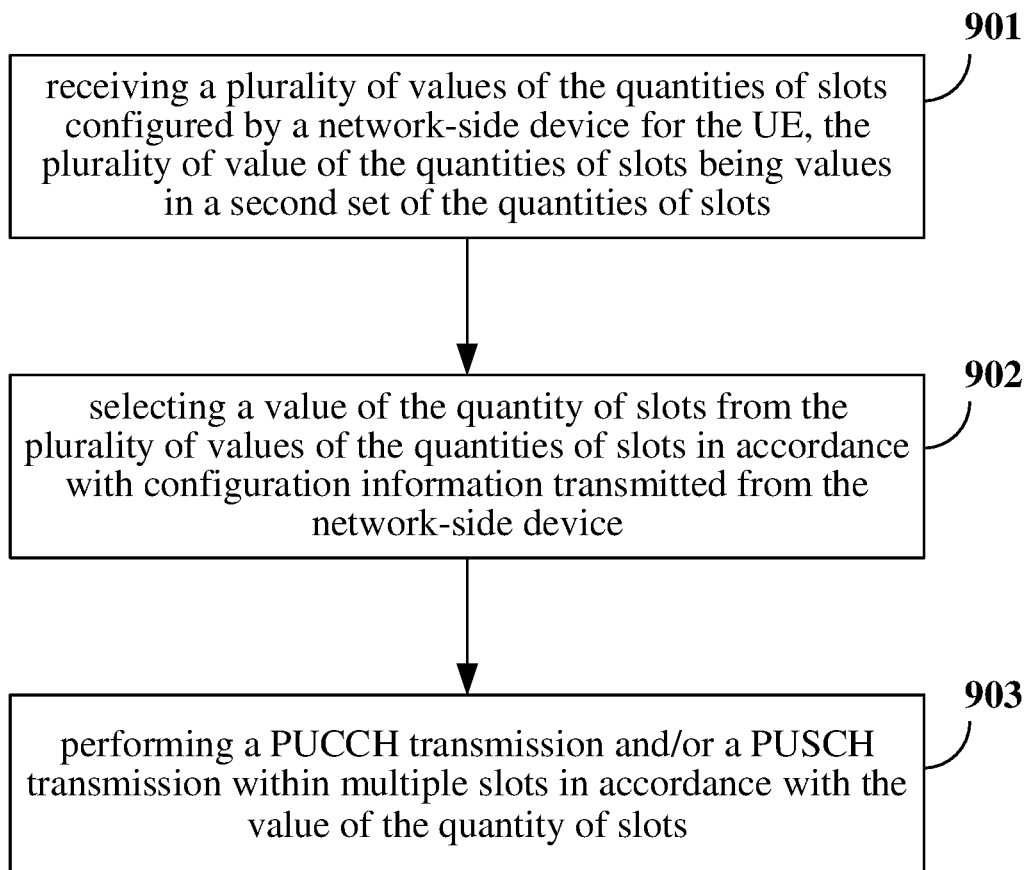 901
receiving a plurality of values of the quantities of slots
configured by a network-side device for the UE, the
plurality of value of the quantities of slots being values
in a second set of the quantities of slots
902
selecting a value of the quantity of slots from the
plurality of values of the quantities of slots in accordance
with configuration information transmitted from the
network-side device
903
performing a PUCCH transmission and/or a PUSCH
transmission within multiple slots in accordance with the
value of the quantity of slots